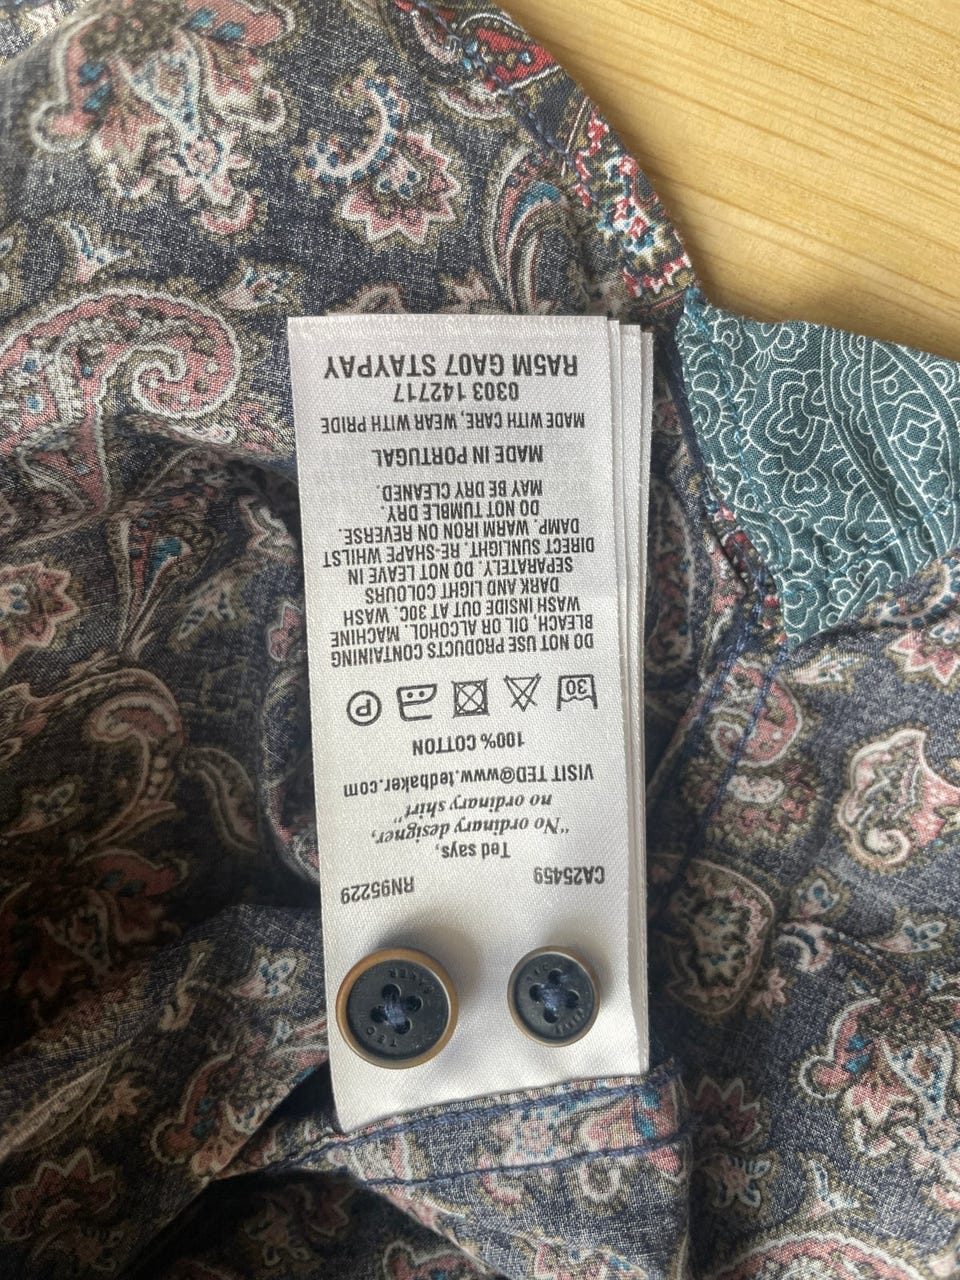 CA25459 RN95229
Ted says,
"No ordinary designer,
no ordinary shirt"
VISIT TED@www.tedbaker.com
100% COTTON
30 P
DO NOT USE PRODUCTS CONTAINING
BLEACH, OIL OR ALCOHOL. MACHINE
WASH INSIDE OUT AT 30C. WASH
DARK AND LIGHT COLOURS
SEPARATELY. DO NOT LEAVE IN
DIRECT SUNLIGHT. RE-SHAPE WHILST
DAMP. WARM IRON ON REVERSE.
DO NOT TUMBLE DRY.
MAY BE DRY CLEANED.
MADE IN PORTUGAL
MADE WITH CARE, WEAR WITH PRIDE
0303 142717
RA5M GA07 STAYPAY
TED
BAKER